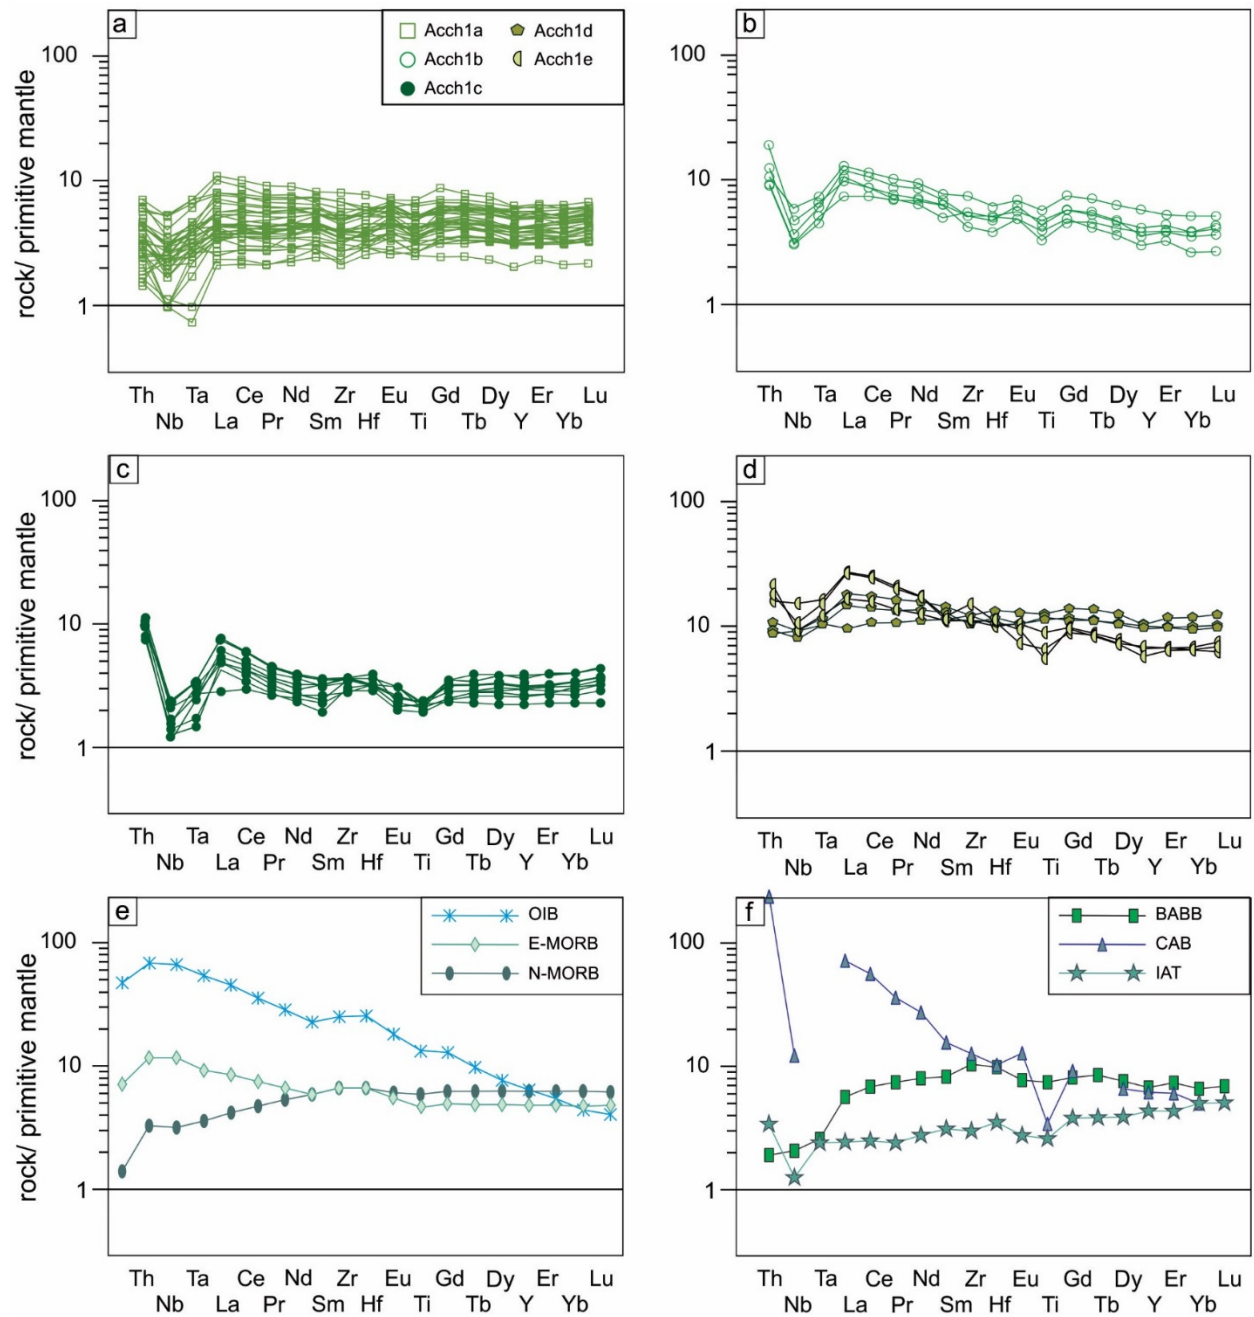 a
Acch1a
Acch1d
Acch1b
Acch1e
Acch1c
100
10
1
rock/ primitive mantle
Th Ta Ce Nd Zr Eu Gd Dy Er Lu
Nb La Pr Sm Hf Ti Tb Y Yb
b
100
10
1
Th Ta Ce Nd Zr Eu Gd Dy Er Lu
Nb La Pr Sm Hf Ti Tb Y Yb
c
100
10
1
rock/ primitive mantle
Th Ta Ce Nd Zr Eu Gd Dy Er Lu
Nb La Pr Sm Hf Ti Tb Y Yb
d
100
10
1
Th Ta Ce Nd Zr Eu Gd Dy Er Lu
Nb La Pr Sm Hf Ti Tb Y Yb
e
OIB
E-MORB
N-MORB
100
10
1
rock/ primitive mantle
Th Ta Ce Nd Zr Eu Gd Dy Er Lu
Nb La Pr Sm Hf Ti Tb Y Yb
f
BABB
CAB
IAT
100
10
1
Th Ta Ce Nd Zr Eu Gd Dy Er Lu
Nb La Pr Sm Hf Ti Tb Y Yb